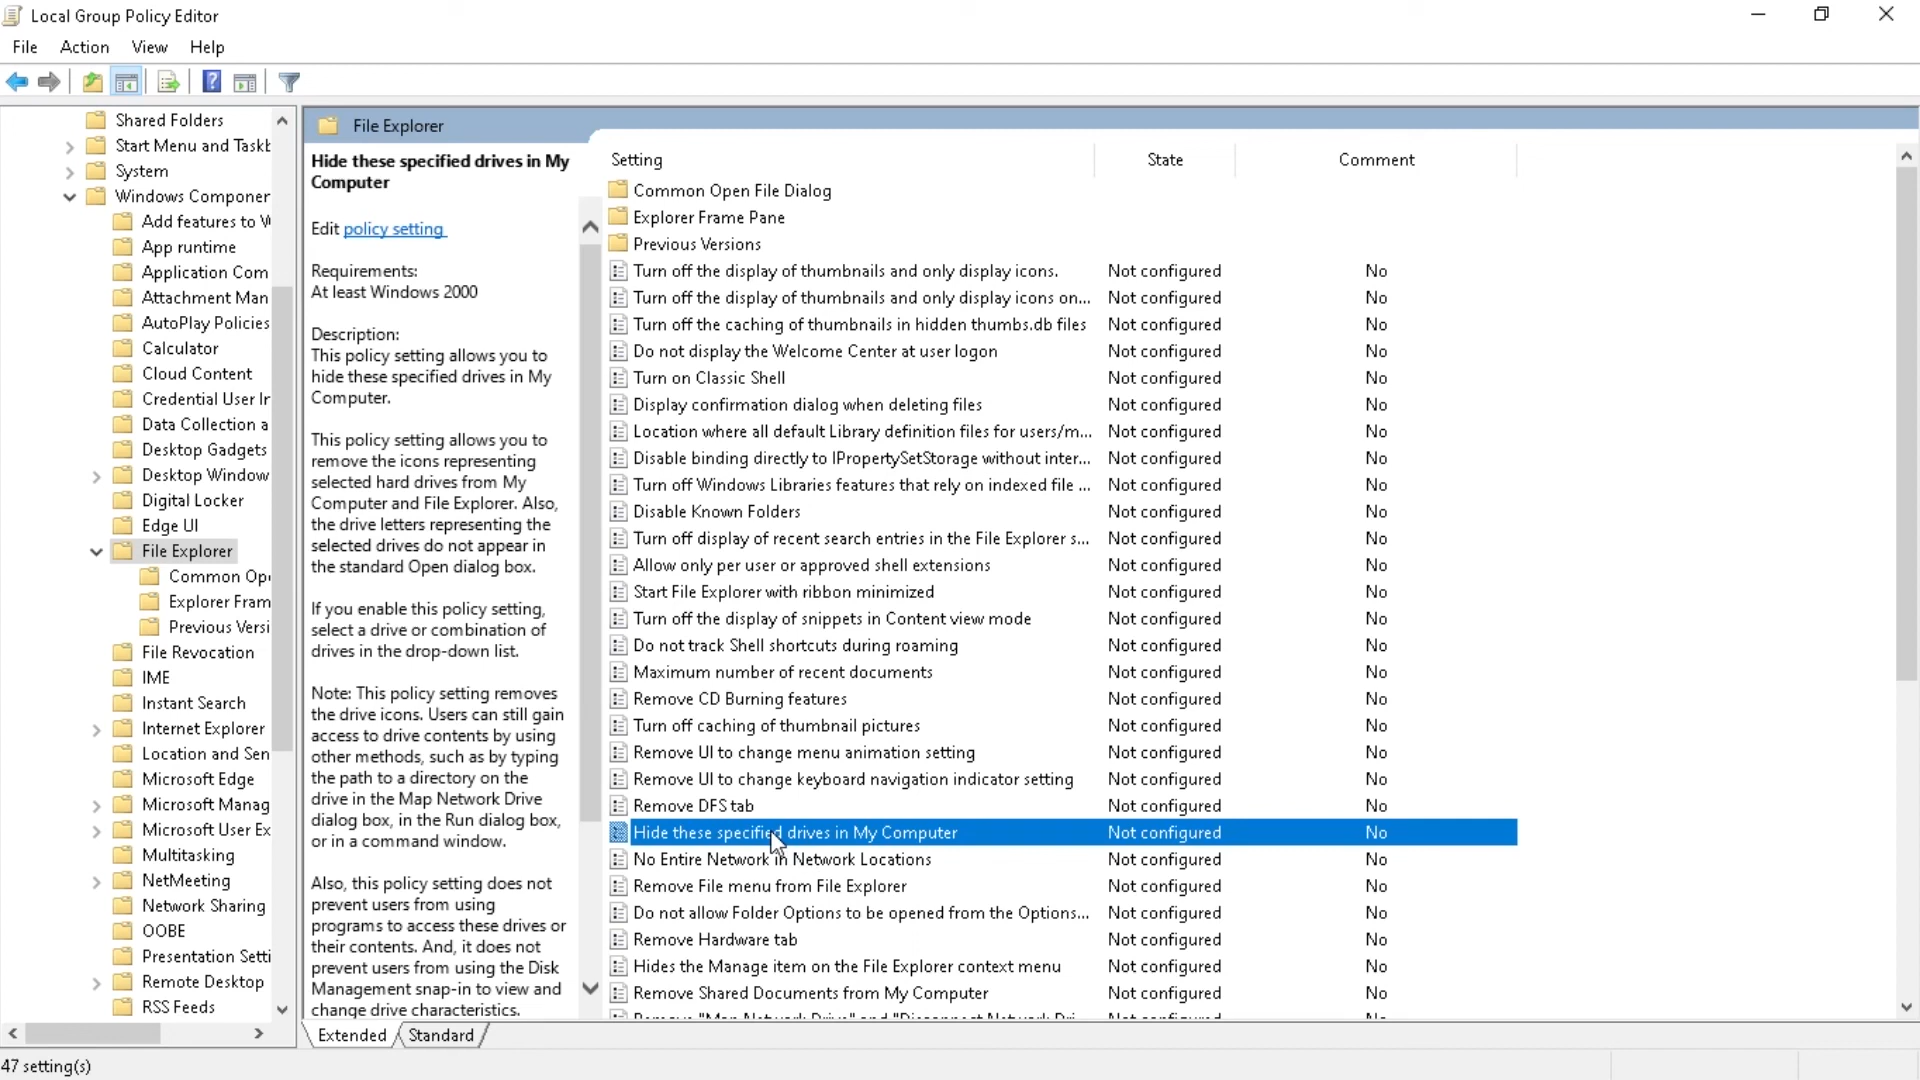 Local Group Policy Editor
File Action View Help
Shared Folders
Start Menu and Taskb
System
Windows Componer
Add features to W
App runtime
Application Com
Attachment Man
AutoPlay Policies
Calculator
Cloud Content
Credential User Ir
Data Collection a
Desktop Gadgets
Desktop Window
Digital Locker
Edge UI
File Explorer
Common Ope
Explorer Fram
Previous Versi
File Revocation
IME
Instant Search
Internet Explorer
Location and Sen
Microsoft Edge
Microsoft Manag
Microsoft User Ex
Multitasking
NetMeeting
Network Sharing
OOBE
Presentation Setti
Remote Desktop
RSS Feeds
File Explorer
Hide these specified drives in My
Computer
Edit policy setting
Requirements:
At least Windows 2000
Description:
This policy setting allows you to
hide these specified drives in My
Computer.
This policy setting allows you to
remove the icons representing
selected hard drives from My
Computer and File Explorer. Also,
the drive letters representing the
selected drives do not appear in
the standard Open dialog box.
If you enable this policy setting,
select a drive or combination of
drives in the drop-down list.
Note: This policy setting removes
the drive icons. Users can still gain
access to drive contents by using
other methods, such as by typing
the path to a directory on the
drive in the Map Network Drive
dialog box, in the Run dialog box,
or in a command window.
Also, this policy setting does not
prevent users from using
programs to access these drives or
their contents. And, it does not
prevent users from using the Disk
Management snap-in to view and
change drive characteristics.
Setting State Comment
Common Open File Dialog
Explorer Frame Pane
Previous Versions
Turn off the display of thumbnails and only display icons. Not configured No
Turn off the display of thumbnails and only display icons on... Not configured No
Turn off the caching of thumbnails in hidden thumbs.db files Not configured No
Do not display the Welcome Center at user logon Not configured No
Turn on Classic Shell Not configured No
Display confirmation dialog when deleting files Not configured No
Location where all default Library definition files for users/m... Not configured No
Disable binding directly to IPropertySetStorage without inter... Not configured No
Turn off Windows Libraries features that rely on indexed file ... Not configured No
Disable Known Folders Not configured No
Turn off display of recent search entries in the File Explorer s... Not configured No
Allow only per user or approved shell extensions Not configured No
Start File Explorer with ribbon minimized Not configured No
Turn off the display of snippets in Content view mode Not configured No
Do not track Shell shortcuts during roaming Not configured No
Maximum number of recent documents Not configured No
Remove CD Burning features Not configured No
Turn off caching of thumbnail pictures Not configured No
Remove UI to change menu animation setting Not configured No
Remove UI to change keyboard navigation indicator setting Not configured No
Remove DFS tab Not configured No
Hide these specified drives in My Computer Not configured No
No Entire Network in Network Locations Not configured No
Remove File menu from File Explorer Not configured No
Do not allow Folder Options to be opened from the Options... Not configured No
Remove Hardware tab Not configured No
Hides the Manage item on the File Explorer context menu Not configured No
Remove Shared Documents from My Computer Not configured No
Remove "Map Network Drive" and "Disconnect Network Dri... Not configured No
Extended Standard
47 setting(s)